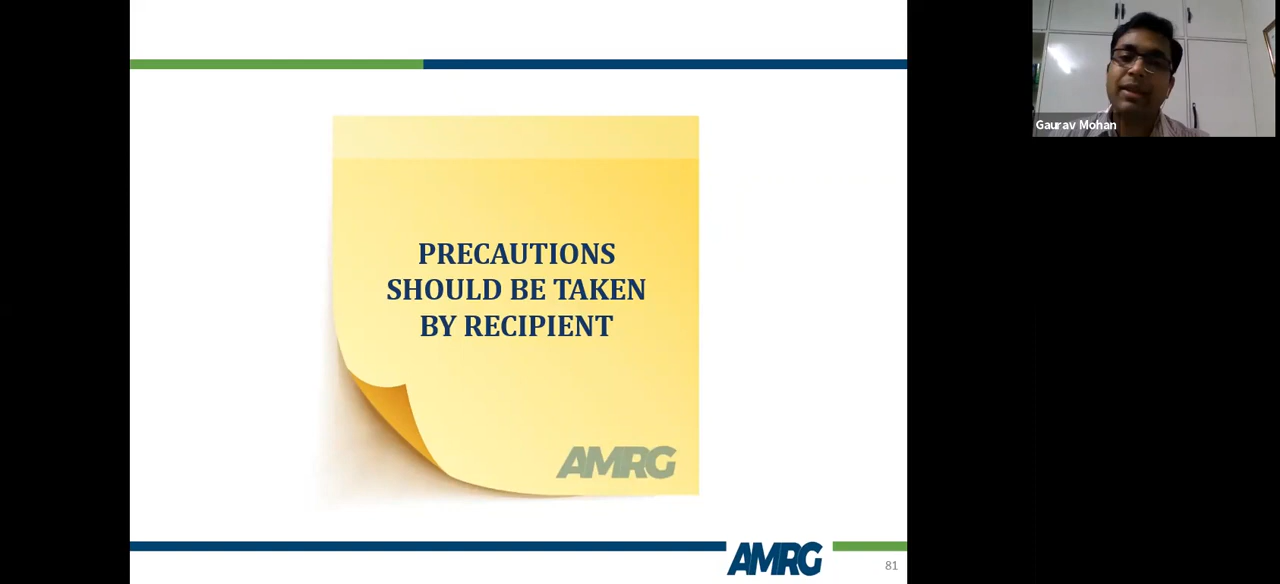 Gaurav Mohan
PRECAUTIONS
SHOULD BE TAKEN
BY RECIPIENT
AMRG
AMRG
81